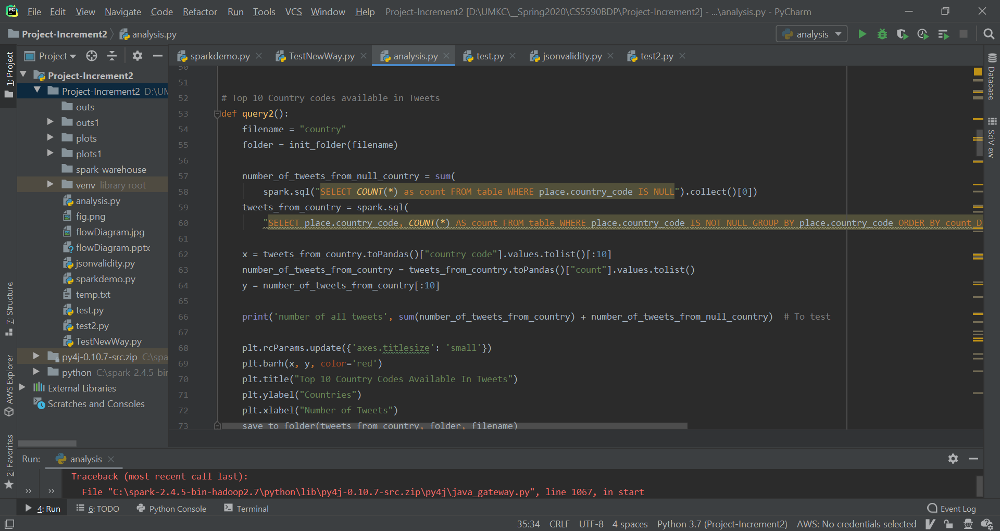 File Edit View Navigate Code Refactor Run Tools VCS Window Help Project-Increment2 [D:\UMKC\__Spring2020\CS5590BDP\Project-Increment2] - ...\analysis.py - PyCharm
Project-Increment2 analysis.py analysis
1: Project
Project
sparkdemo.py TestNewWay.py analysis.py test.py jsonvalidity.py test2.py
Project-Increment2
Project-Increment2 D:\UM
outs
outs1
plots
plots1
spark-warehouse
venv library root
analysis.py
fig.png
flowDiagram.jpg
flowDiagram.pptx
jsonvalidity.py
sparkdemo.py
temp.txt
test.py
test2.py
TestNewWay.py
py4j-0.10.7-src.zip C:\spa
python C:\spark-2.4.5-bin
External Libraries
Scratches and Consoles
7: Structure
AWS Explorer
2: Favorites
50
51
52 # Top 10 Country codes available in Tweets
53 def query2():
54 filename = "country"
55 folder = init_folder(filename)
56
57 number_of_tweets_from_null_country = sum(
58 spark.sql("SELECT COUNT(*) as count FROM table WHERE place.country_code IS NULL").collect()[0])
59 tweets_from_country = spark.sql(
60 "SELECT place.country_code, COUNT(*) AS count FROM table WHERE place.country_code IS NOT NULL GROUP BY place.country_code ORDER BY count D
61
62 x = tweets_from_country.toPandas()["country_code"].values.tolist()[:10]
63 number_of_tweets_from_country = tweets_from_country.toPandas()["count"].values.tolist()
64 y = number_of_tweets_from_country[:10]
65
66 print('number of all tweets', sum(number_of_tweets_from_country) + number_of_tweets_from_null_country) # To test
67
68 plt.rcParams.update({'axes.titlesize': 'small'})
69 plt.barh(x, y, color='red')
70 plt.title("Top 10 Country Codes Available In Tweets")
71 plt.ylabel("Countries")
72 plt.xlabel("Number of Tweets")
73 save_to_folder(tweets_from_country, folder, filename)
Database
SciView
Run: analysis
Traceback (most recent call last):
File "C:\spark-2.4.5-bin-hadoop2.7\python\lib\py4j-0.10.7-src.zip\py4j\java_gateway.py", line 1067, in start
4: Run 6: TODO Python Console Terminal Event Log
35:34 CRLF UTF-8 4 spaces Python 3.7 (Project-Increment2) AWS: No credentials selected